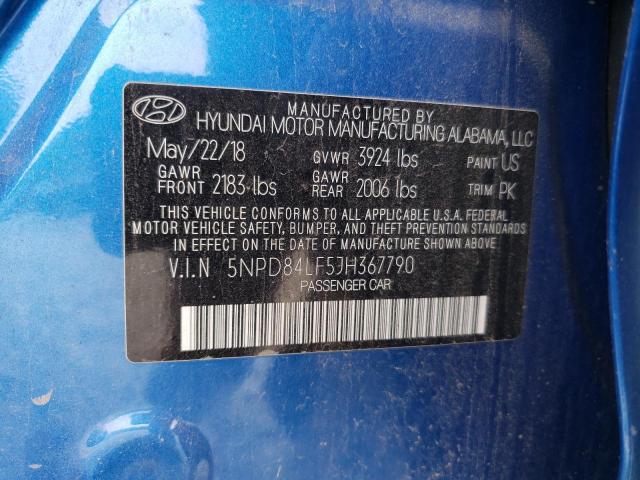 MANUFACTURED BY
HYUNDAI MOTOR MANUFACTURING ALABAMA, LLC
May/22/18 GVWR 3924 lbs PAINT US
GAWR FRONT 2183 lbs GAWR REAR 2006 lbs TRIM PK
THIS VEHICLE CONFORMS TO ALL APPLICABLE U.S.A. FEDERAL
MOTOR VEHICLE SAFETY, BUMPER, AND THEFT PREVENTION STANDARDS
IN EFFECT ON THE DATE OF MANUFACTURE SHOWN ABOVE.
V.I.N 5NPD84LF5JH367790
PASSENGER CAR